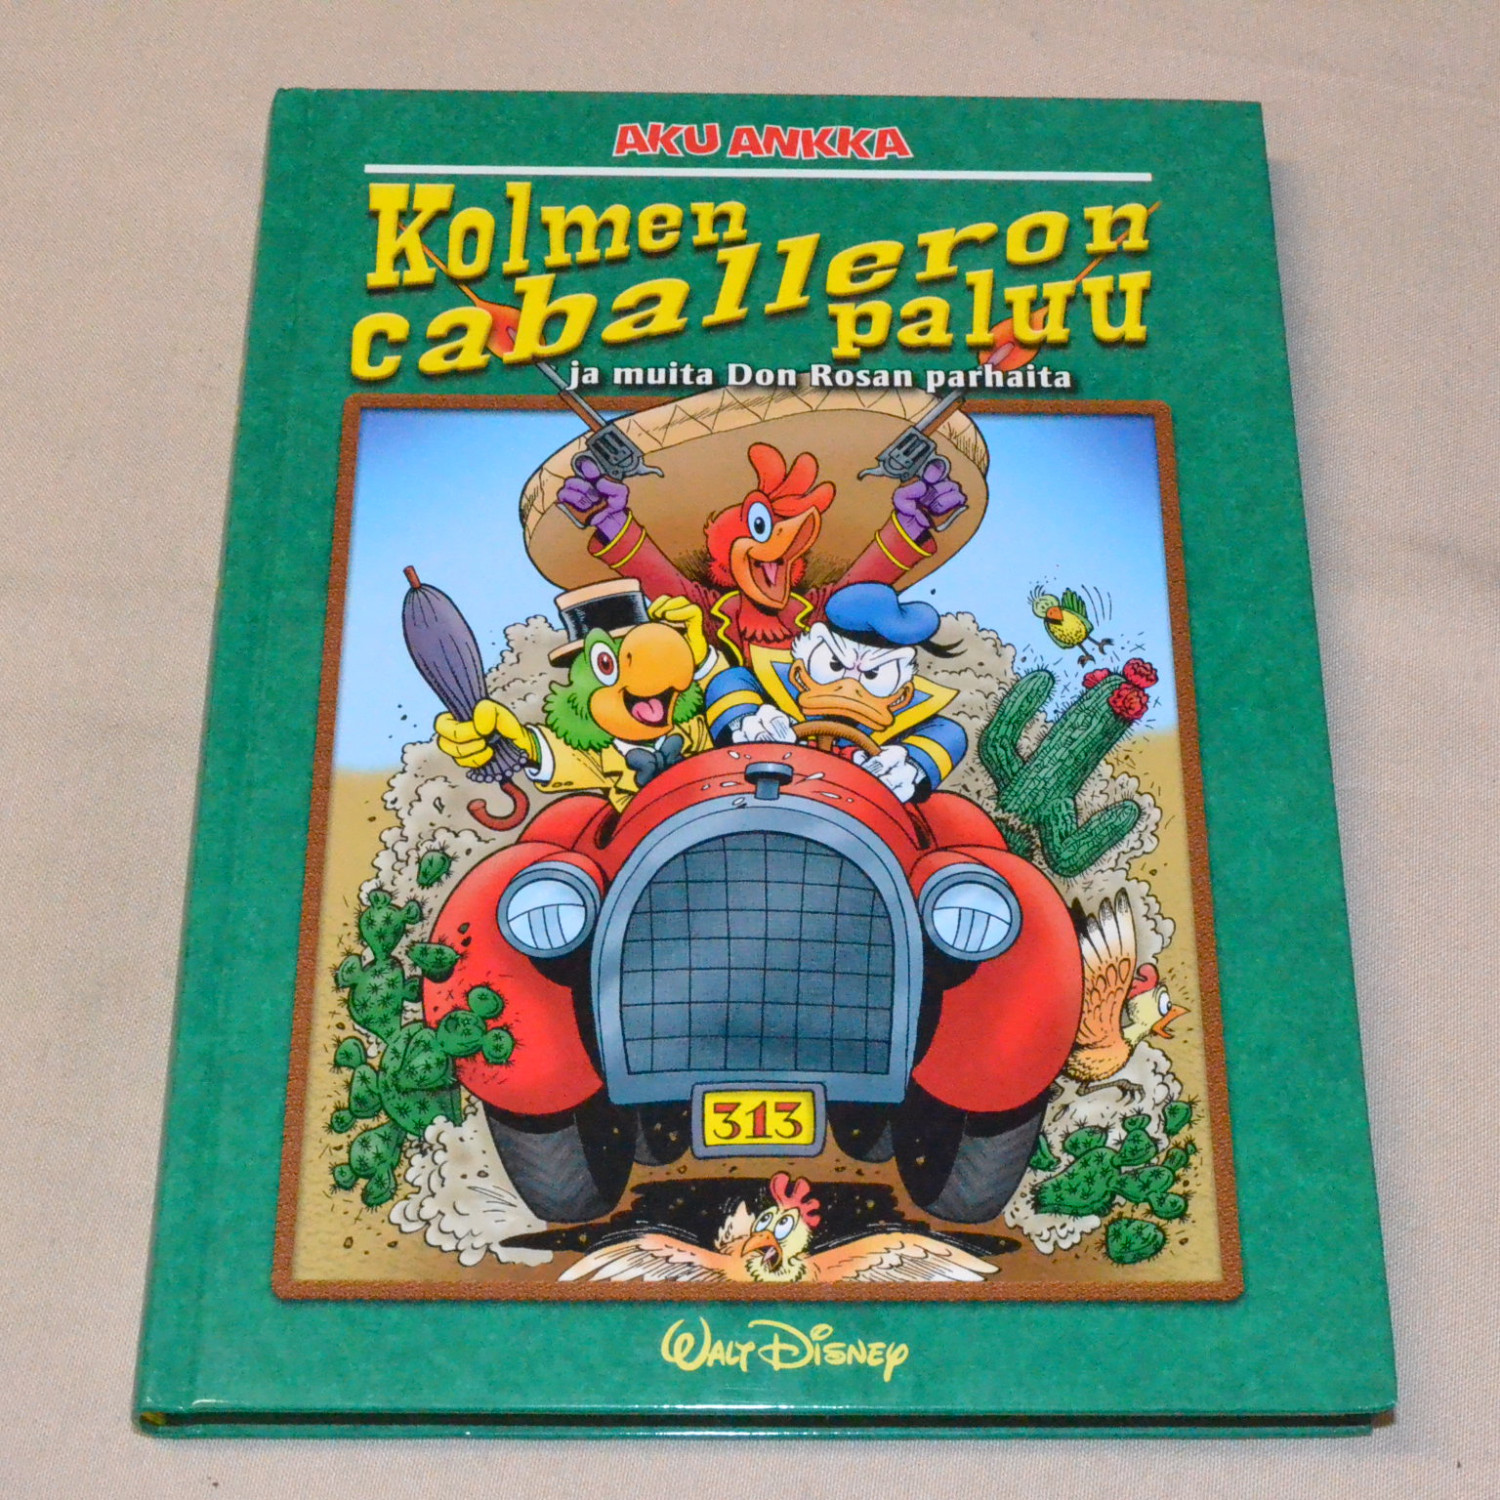 AKU ANKKA
Kolmen
caballeron
paluu
ja muita Don Rosan parhaita
313
WALT DISNEY